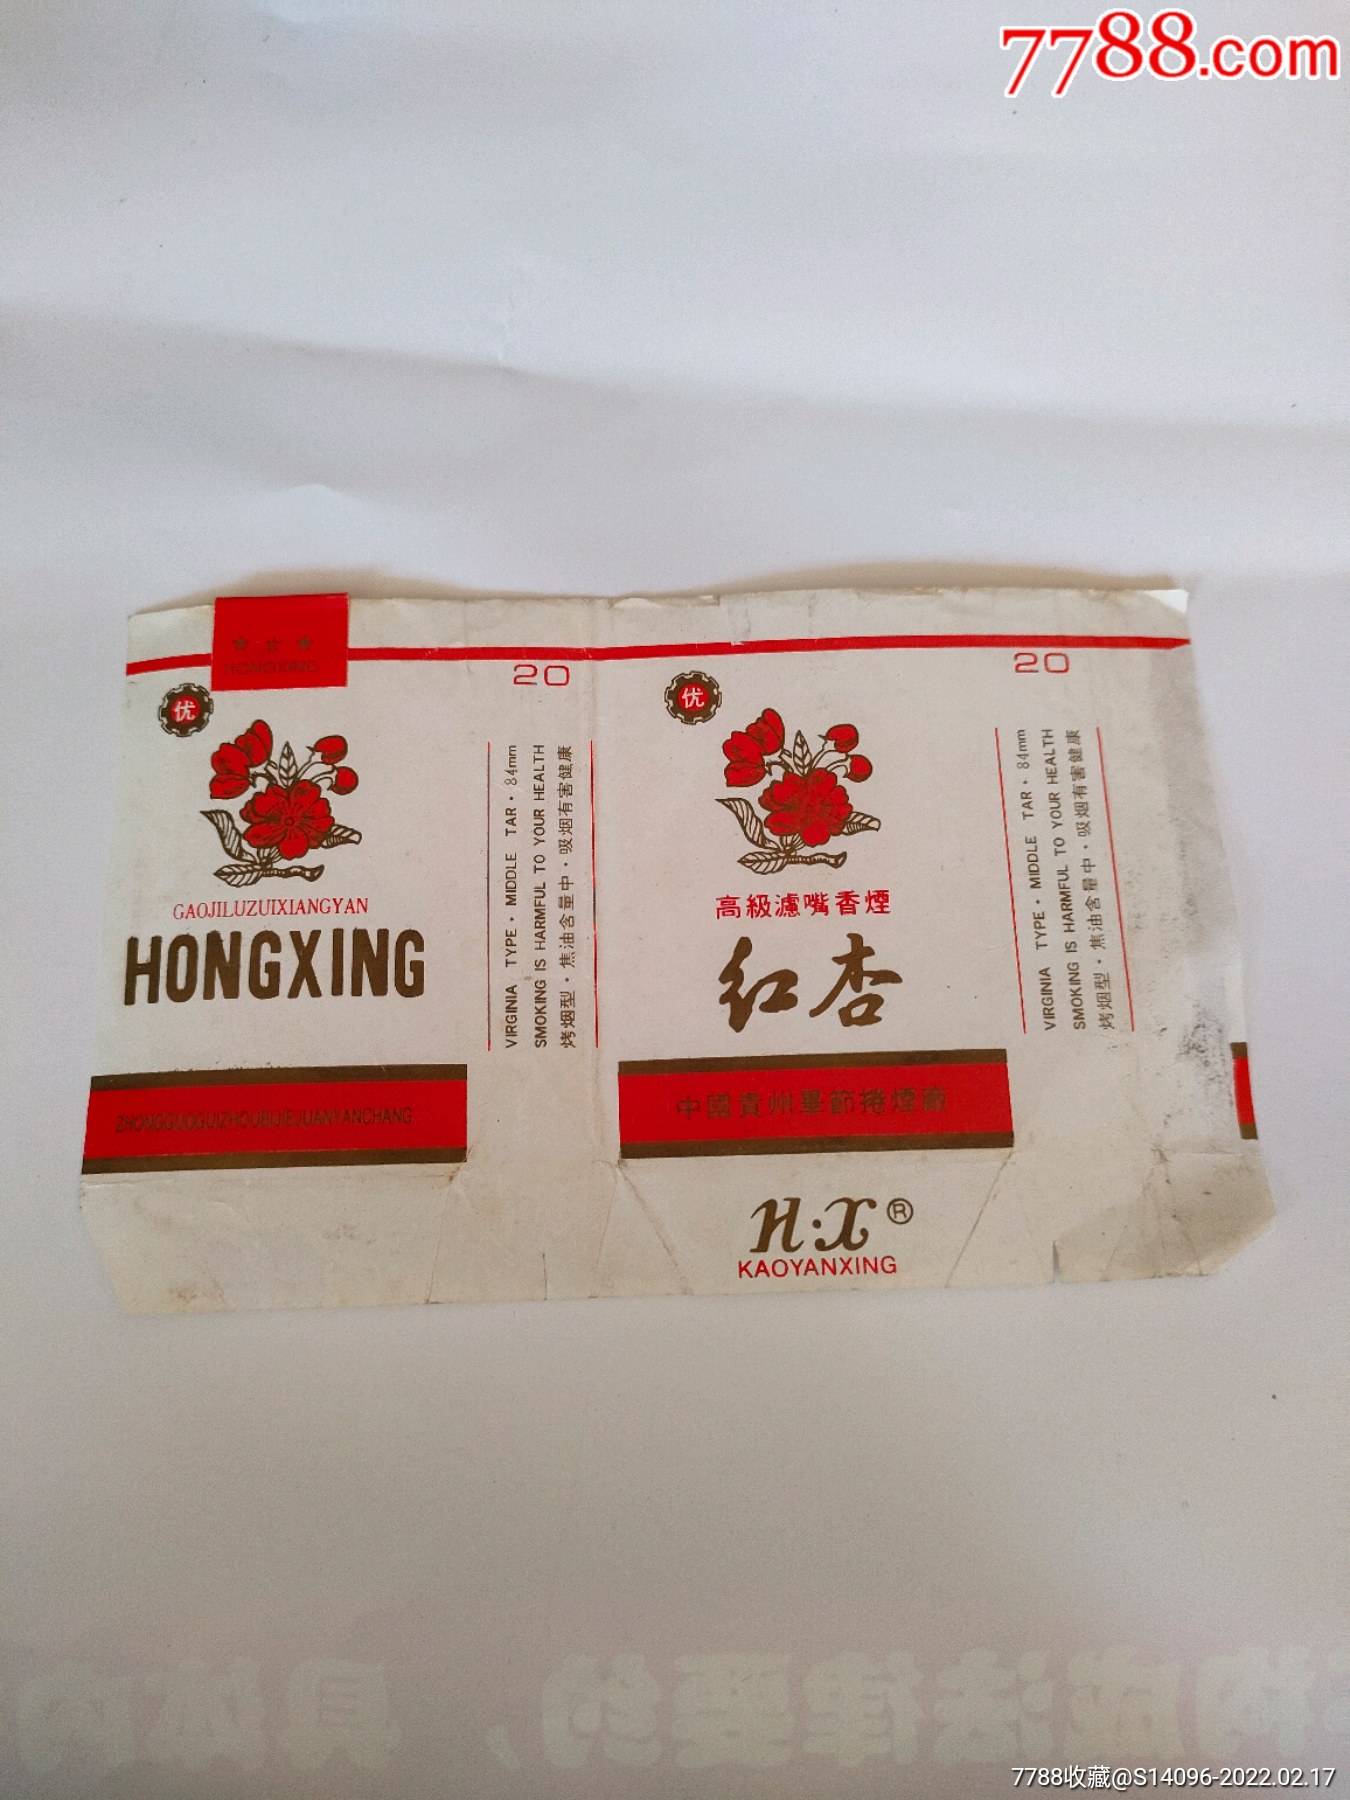 7788.com
HONGXING
20
优
GAOJILUZUIXIANGYAN
HONGXING
ZHONGGUOGUIZHOUBIJIEJUANYANCHANG
VIRGINIA TYPE · MIDDLE TAR · 84mm
SMOKING IS HARMFUL TO YOUR HEALTH
烤烟型 · 焦油含量中 · 吸烟有害健康
20
优
高級濾嘴香煙
红杏
中國貴州畢節捲煙廠
H·X®
KAOYANXING
VIRGINIA TYPE · MIDDLE TAR · 84mm
SMOKING IS HARMFUL TO YOUR HEALTH
烤烟型 · 焦油含量中 · 吸烟有害健康
7788收藏@S14096-2022.02.17